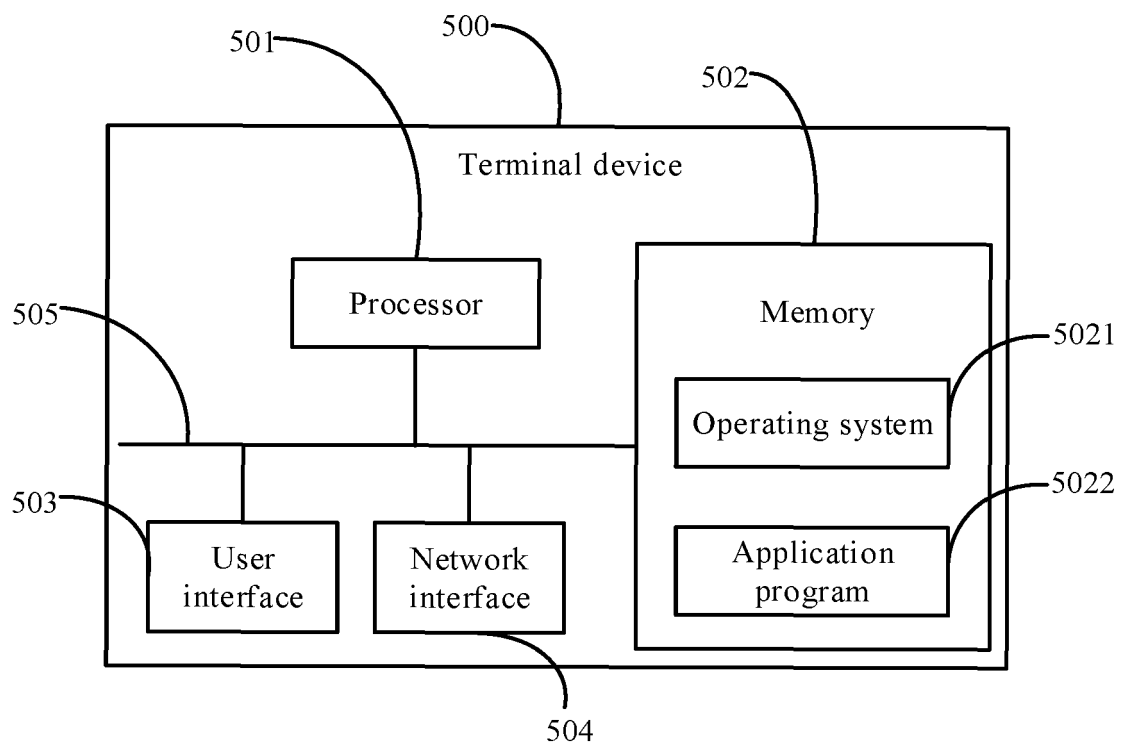 500
501
502
Terminal device
Processor
505
Memory
5021
Operating system
503
5022
User
interface
Network
interface
Application
program
504